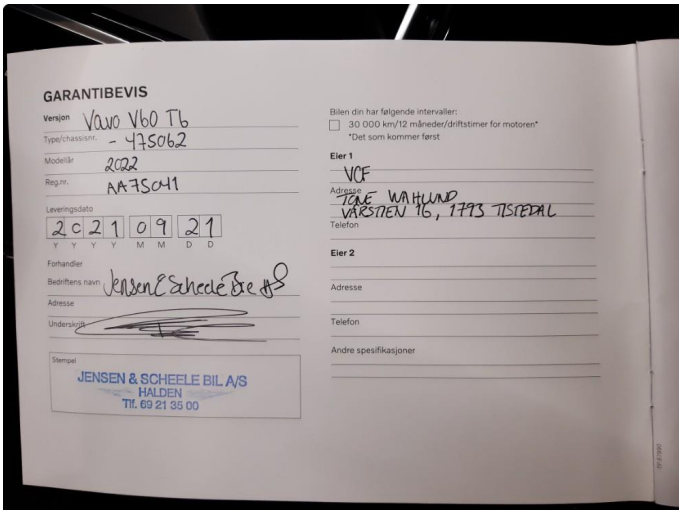 GARANTIBEVIS
Versjon Volvo V60 T6
Type/chassisnr. - 475062
Modellår 2022
Reg.nr. AA75041
Leveringsdato
2021 09 21
Y Y Y Y M M D D
Forhandler
Bedriftens navn Jensen & Scheele Bil AS
Adresse
Underskrift
Stempel
JENSEN & SCHEELE BIL A/S
HALDEN
Tlf. 69 21 35 00
Bilen din har følgende intervaller:
30 000 km/12 måneder/driftstimer for motoren*
*Det som kommer først
Eier 1
VCF
Adresse TONE WAHLUND
VARSTIEN 16, 1793 TISTEDAL
Telefon
Eier 2
Adresse
Telefon
Andre spesifikasjoner